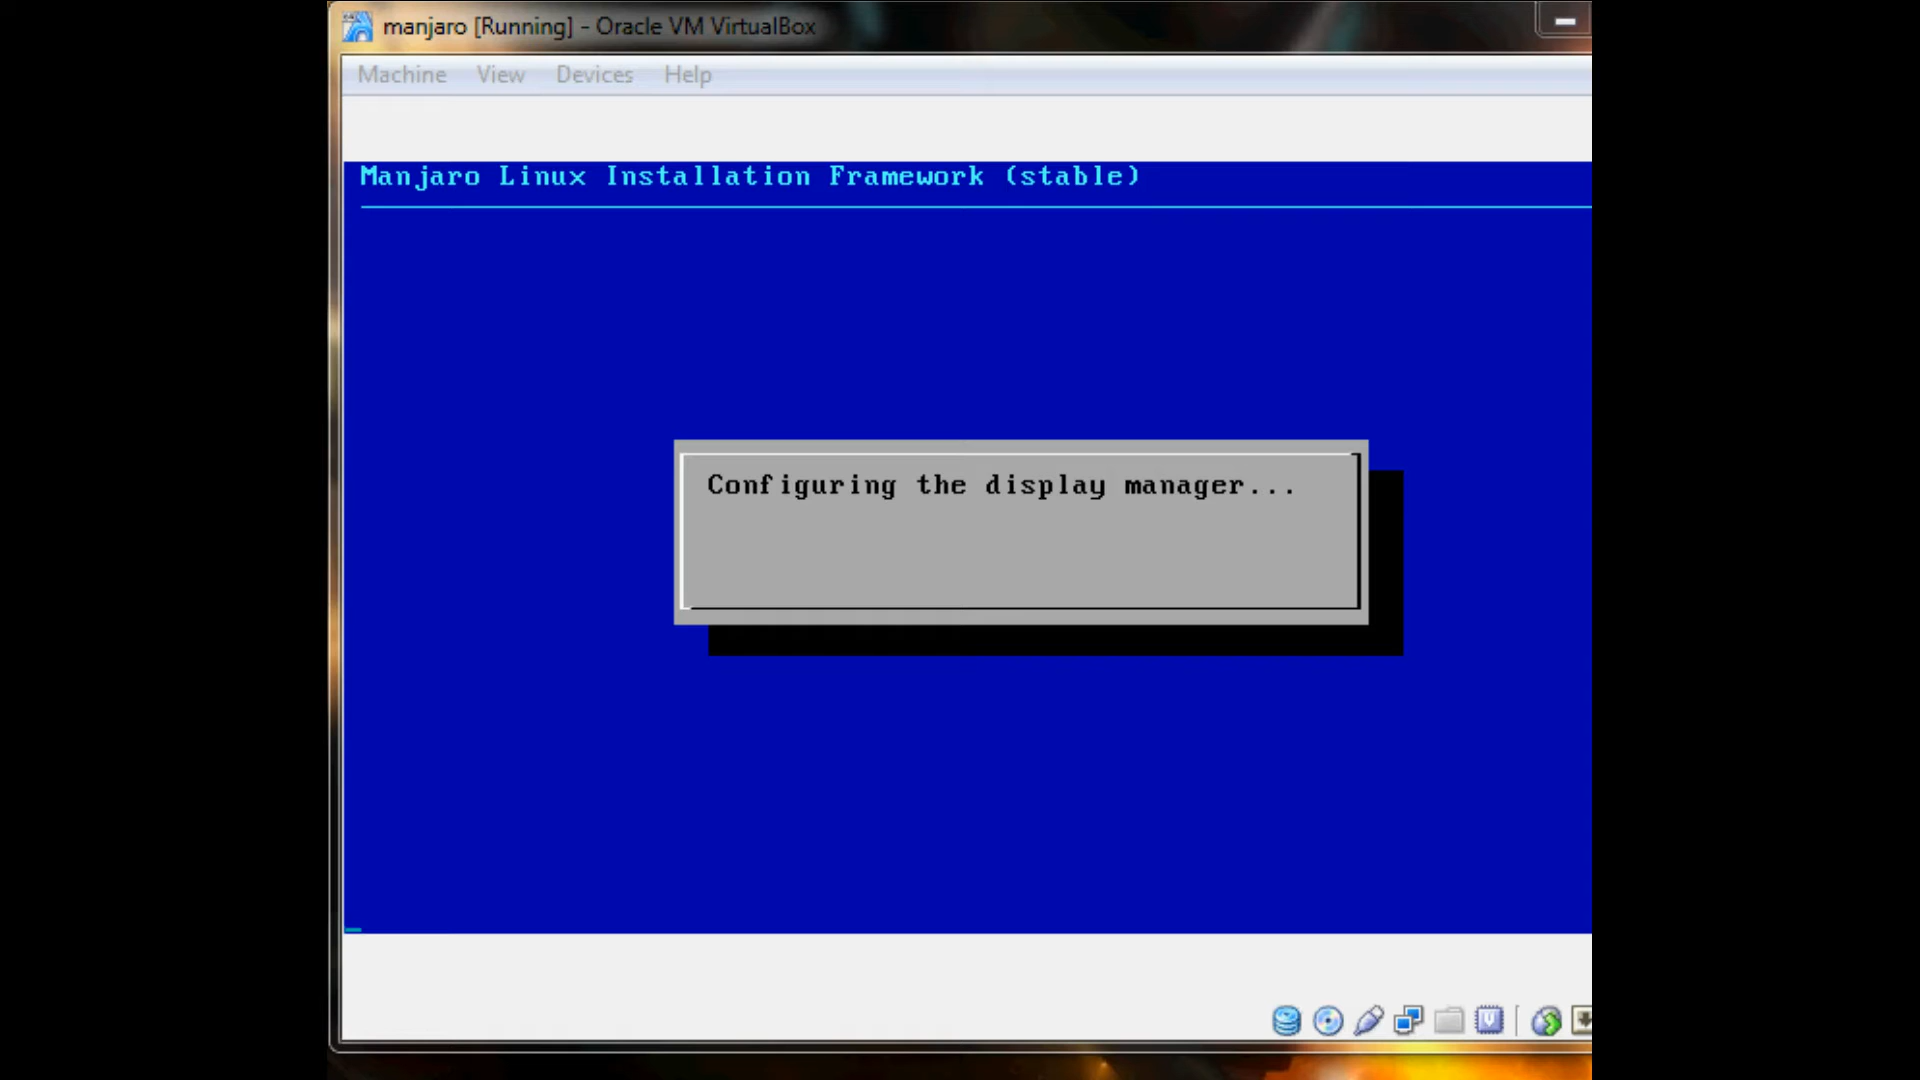 manjaro [Running] - Oracle VM VirtualBox
Machine View Devices Help
Manjaro Linux Installation Framework (stable)
Configuring the display manager...